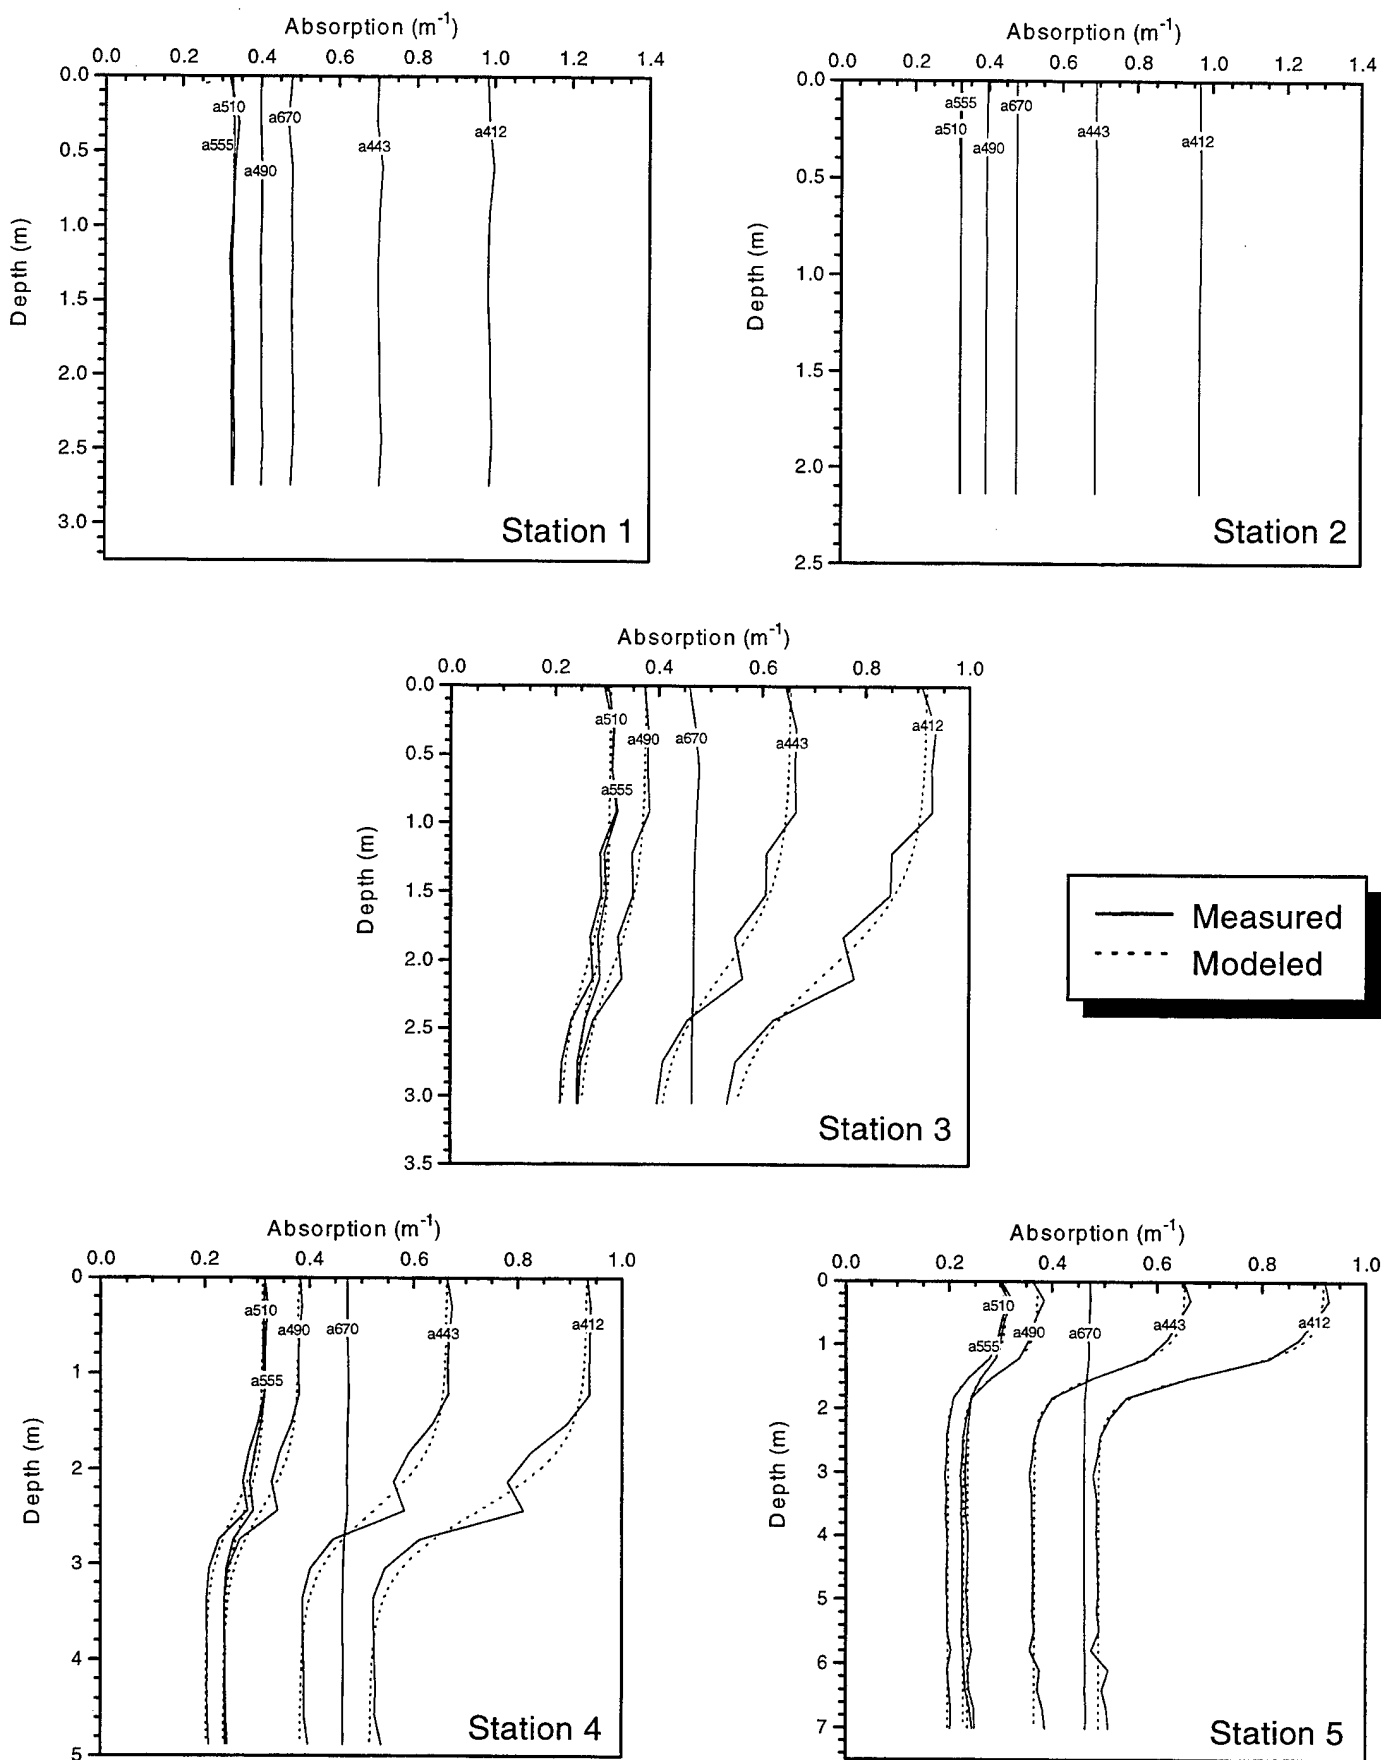 Absorption (m⁻¹)
0.0 0.2 0.4 0.6 0.8 1.0 1.2 1.4
0.0
0.5
1.0
1.5
2.0
2.5
3.0
Depth (m)
a510
a670
a412
a555
a443
a490
Station 1
Absorption (m⁻¹)
0.0 0.2 0.4 0.6 0.8 1.0 1.2 1.4
0.0
0.5
1.0
1.5
2.0
2.5
Depth (m)
a555
a670
a510
a443
a412
a490
Station 2
Absorption (m⁻¹)
0.0 0.2 0.4 0.6 0.8 1.0
0.0
0.5
1.0
1.5
2.0
2.5
3.0
3.5
Depth (m)
a510
a412
a490
a670
a443
a555
Station 3
Measured
Modeled
Absorption (m⁻¹)
0.0 0.2 0.4 0.6 0.8 1.0
0
1
2
3
4
5
Depth (m)
a510
a490
a670
a443
a412
a555
Station 4
Absorption (m⁻¹)
0.0 0.2 0.4 0.6 0.8 1.0
0
1
2
3
4
5
6
7
Depth (m)
a510
a490
a670
a443
a412
a555
Station 5